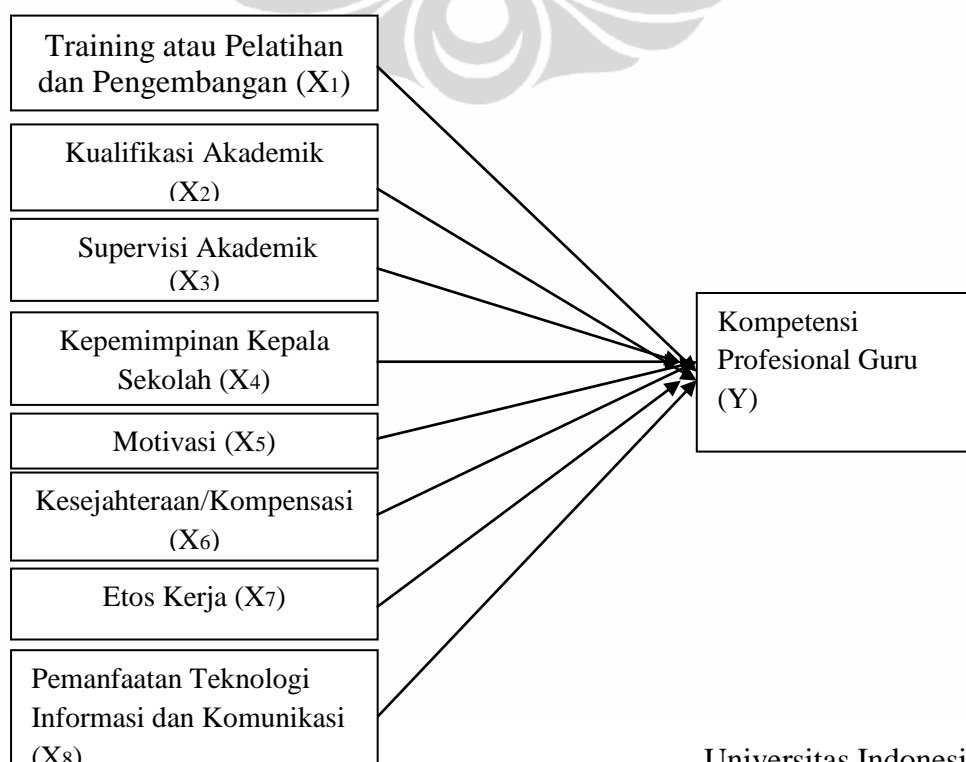 Training atau Pelatihan
dan Pengembangan (X1)
Kualifikasi Akademik
(X2)
Supervisi Akademik
(X3)
Kepemimpinan Kepala
Sekolah (X4)
Motivasi (X5)
Kesejahteraan/Kompensasi
(X6)
Etos Kerja (X7)
Pemanfaatan Teknologi
Informasi dan Komunikasi
(X8)
Kompetensi
Profesional Guru
(Y)
Universitas Indonesi